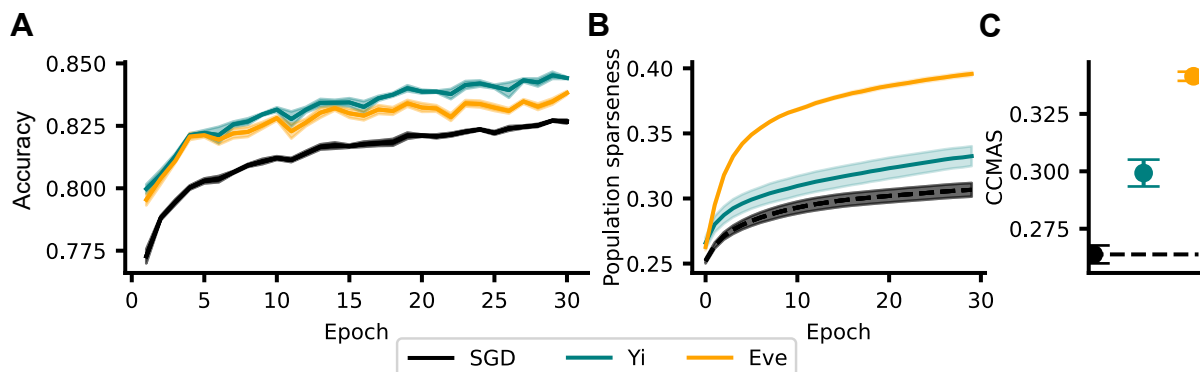 A
Accuracy
0.850
0.825
0.800
0.775
0
5
10
15
20
25
30
Epoch
B
Population sparseness
0.40
0.35
0.30
0.25
0
10
20
30
Epoch
C
CCMAS
0.325
0.300
0.275
SGD
Yi
Eve